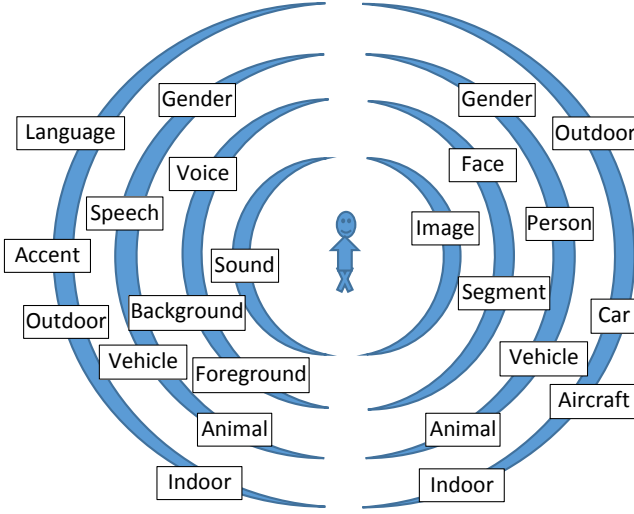 Gender
Gender
Language
Outdoor
Voice
Face
Speech
Person
Image
Accent
Sound
Segment
Outdoor
Background
Car
Vehicle
Vehicle
Foreground
Aircraft
Animal
Animal
Indoor
Indoor